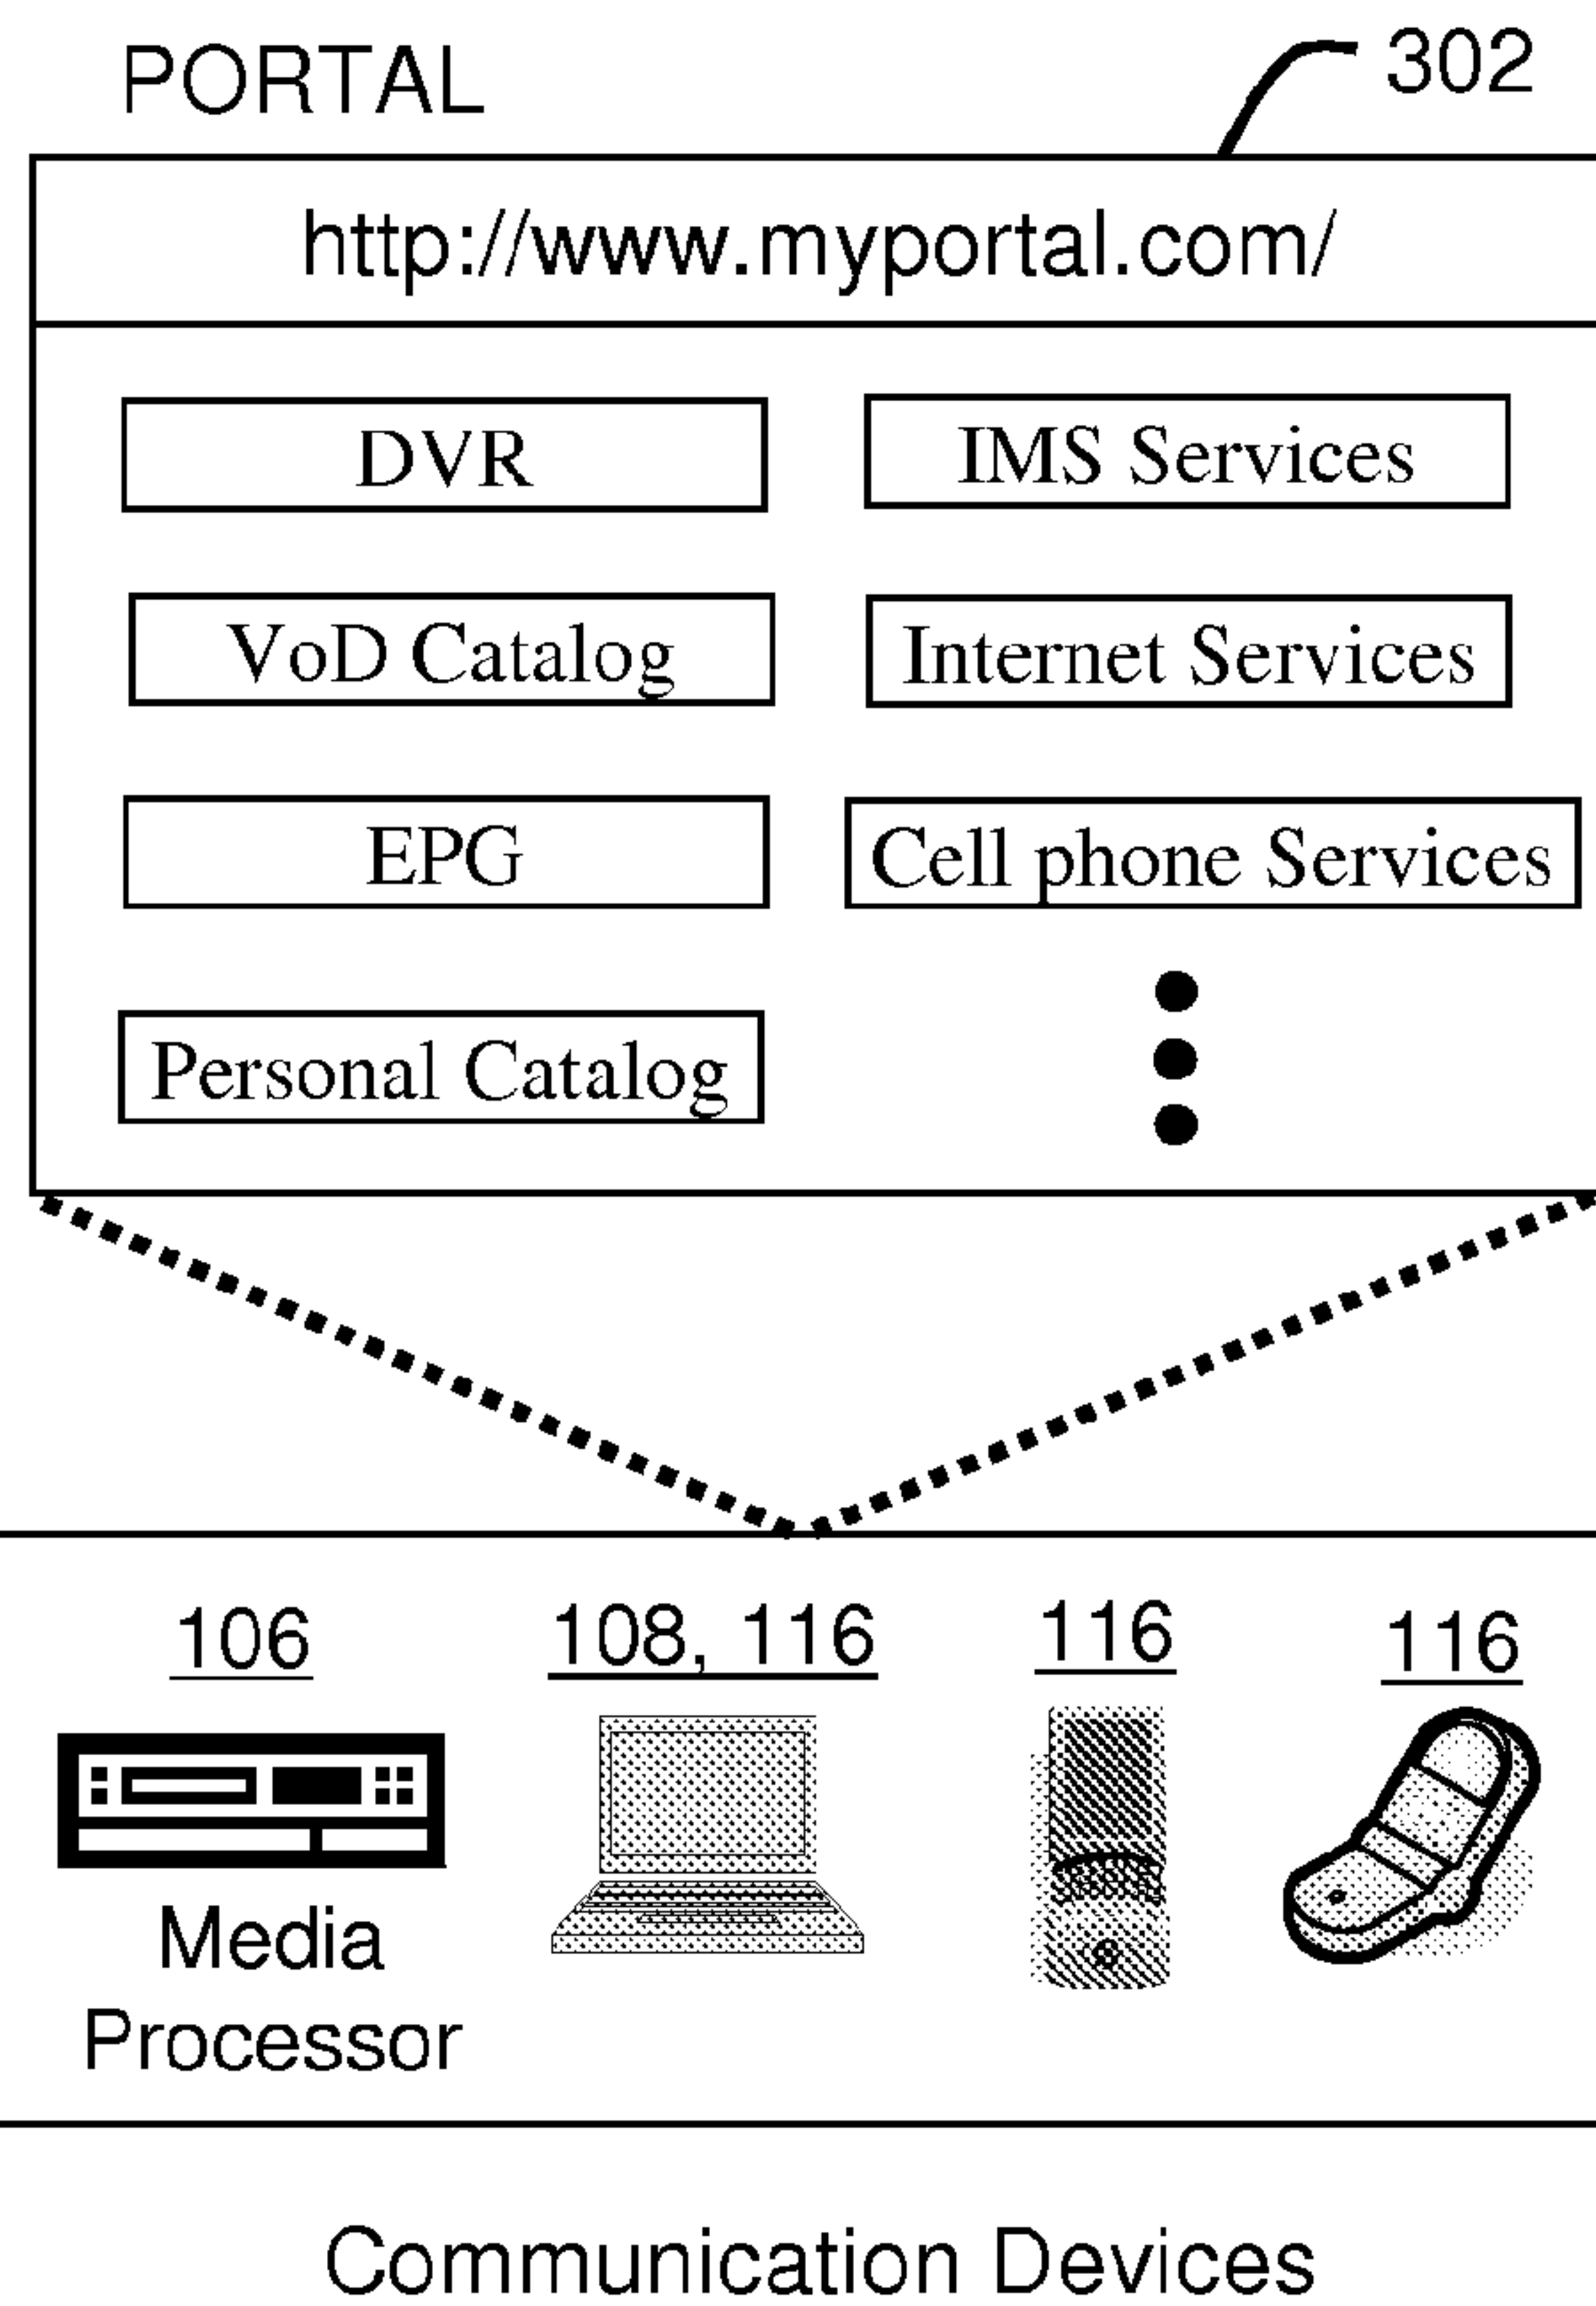 PORTAL
302
http://www.myportal.com/
DVR
IMS Services
VoD Catalog
Internet Services
EPG
Cell phone Services
Personal Catalog
106
108, 116
116
116
Media
Processor
Communication Devices